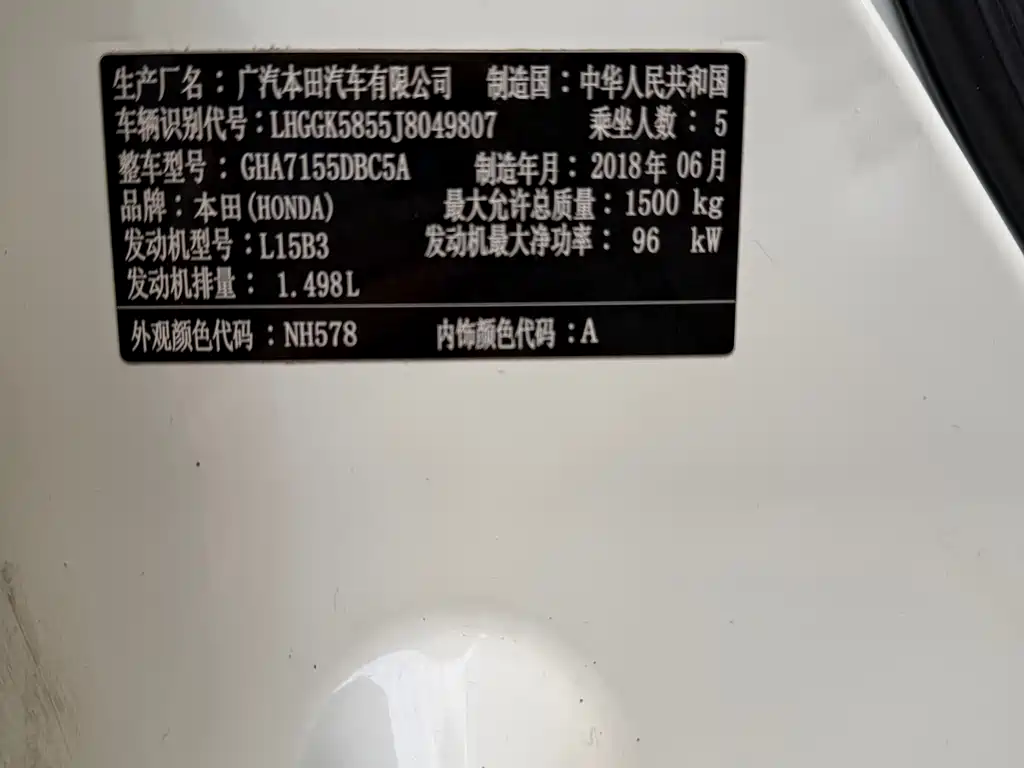 生产厂名：广汽本田汽车有限公司 制造国：中华人民共和国
车辆识别代号：LHGGK5855J8049807 乘坐人数：5
整车型号：GHA7155DBC5A 制造年月：2018年06月
品牌：本田(HONDA) 最大允许总质量：1500 kg
发动机型号：L15B3 发动机最大净功率：96 kW
发动机排量：1.498L
外观颜色代码：NH578 内饰颜色代码：A